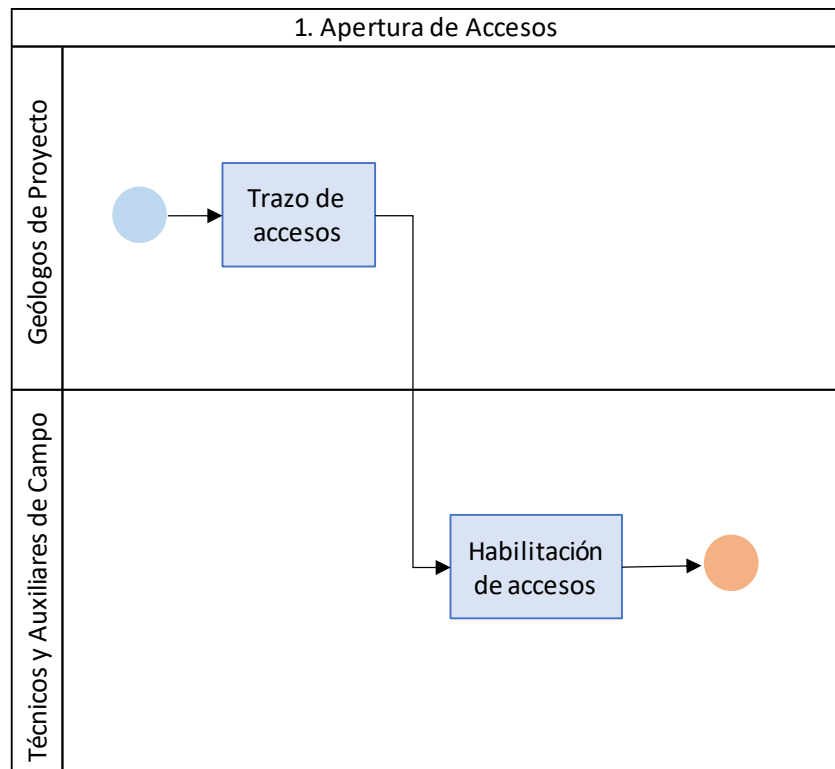 1. Apertura de Accesos
Geólogos de Proyecto
Trazo de
accesos
Técnicos y Auxiliares de Campo
Habilitación
de accesos